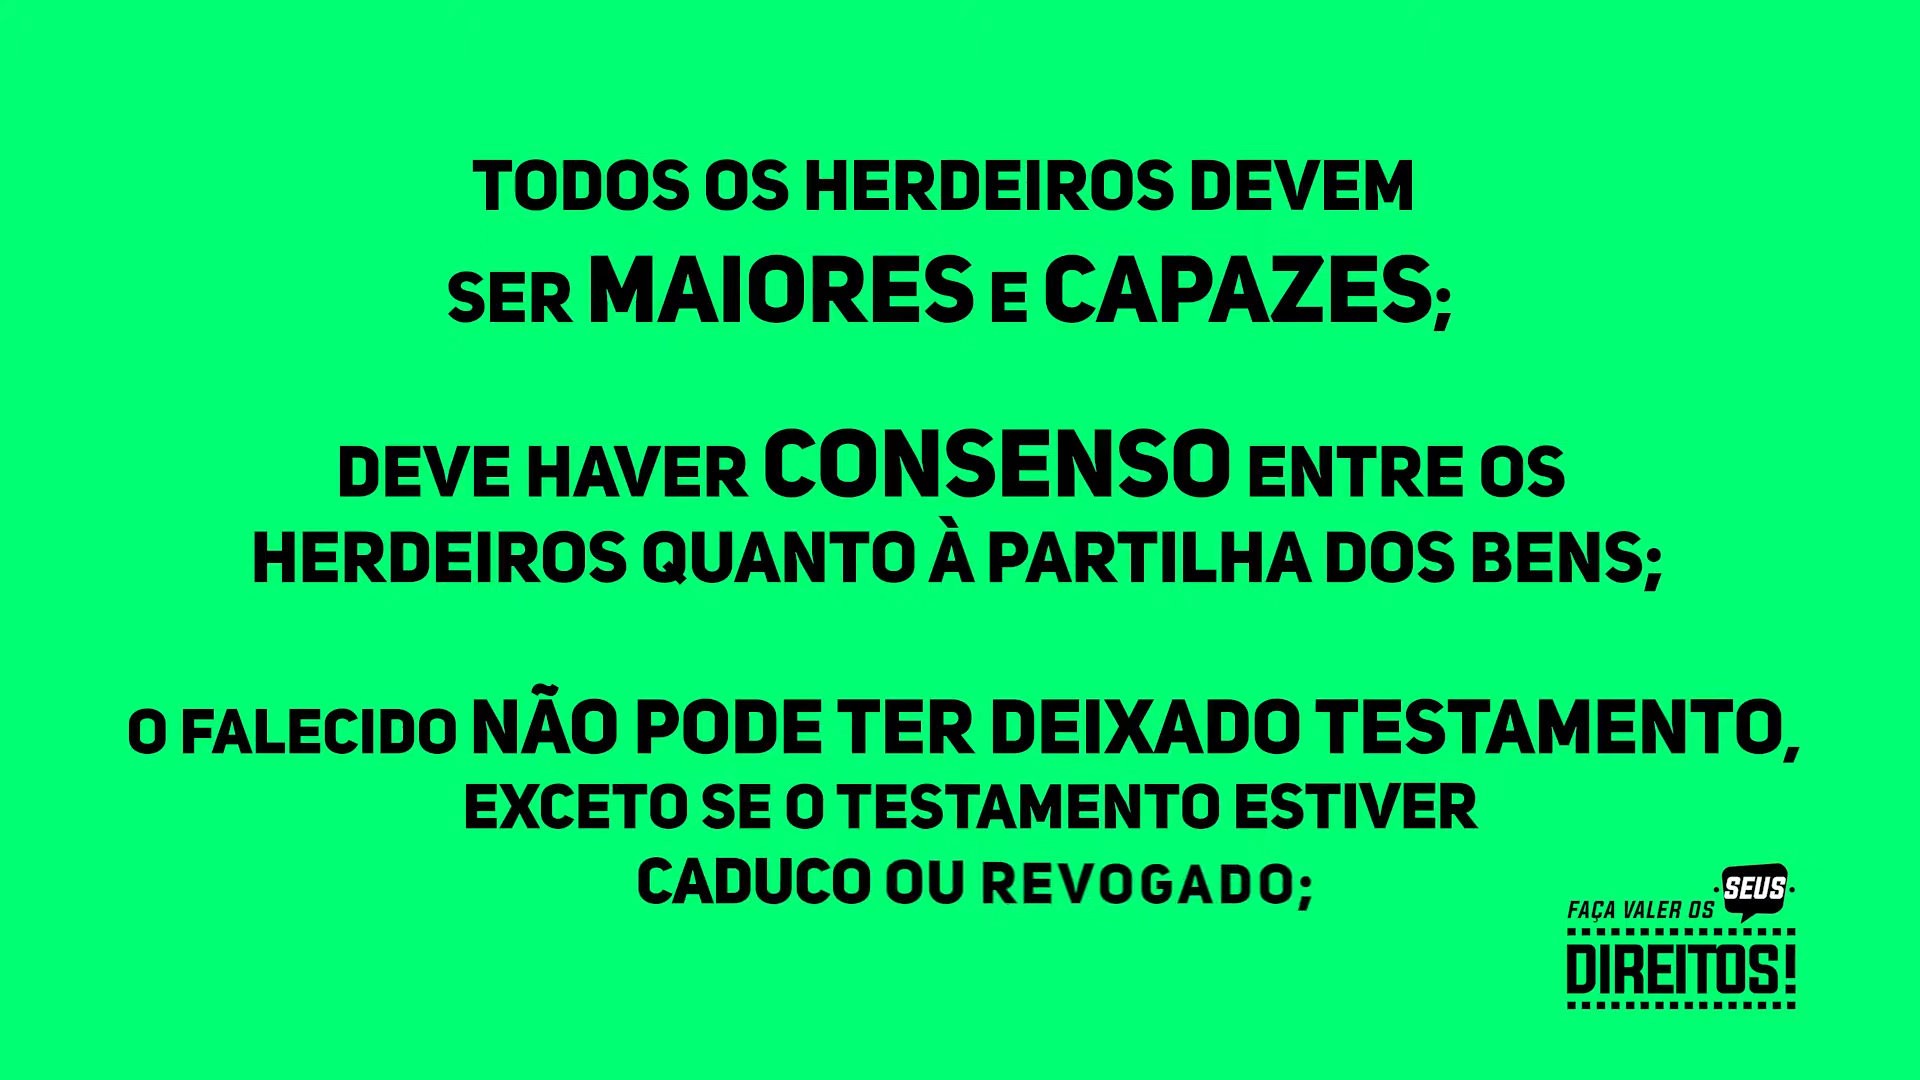 TODOS OS HERDEIROS DEVEM
SER MAIORES E CAPAZES;
DEVE HAVER CONSENSO ENTRE OS
HERDEIROS QUANTO À PARTILHA DOS BENS;
O FALECIDO NÃO PODE TER DEIXADO TESTAMENTO,
EXCETO SE O TESTAMENTO ESTIVER
CADUCO OU REVOGADO;
FAÇA VALER OS SEUS
DIREITOS!